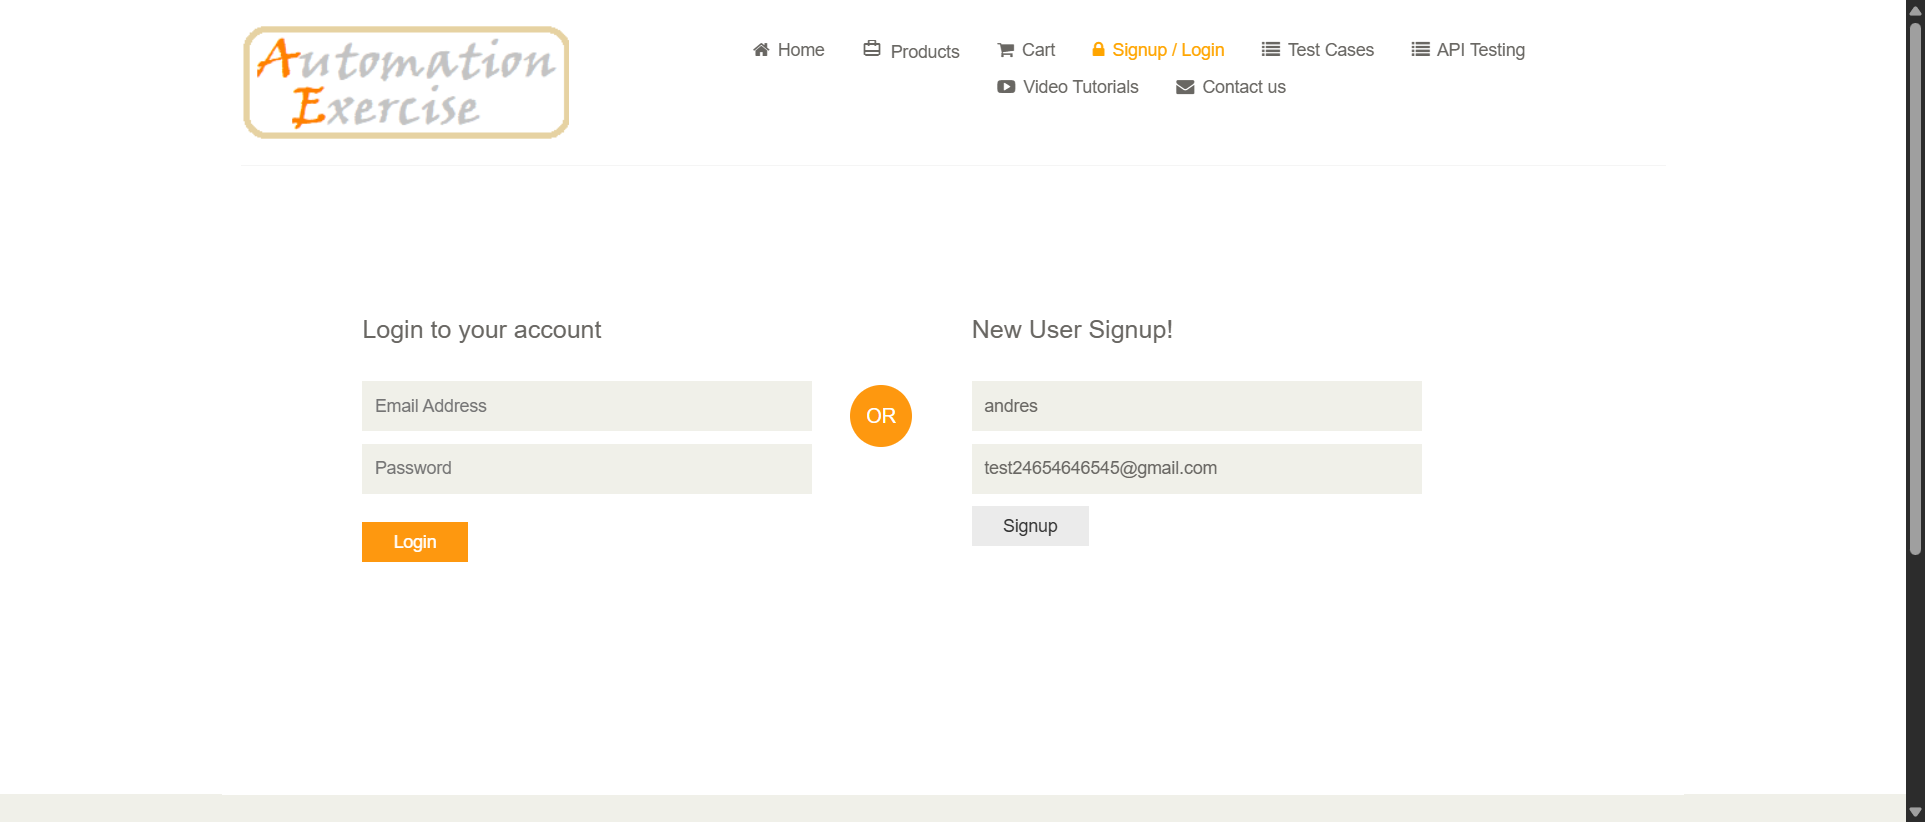 Automation
Exercise
Home
Products
Cart
Signup / Login
Test Cases
API Testing
Video Tutorials
Contact us
Login to your account
Email Address
Password
Login
OR
New User Signup!
andres
test24654646545@gmail.com
Signup